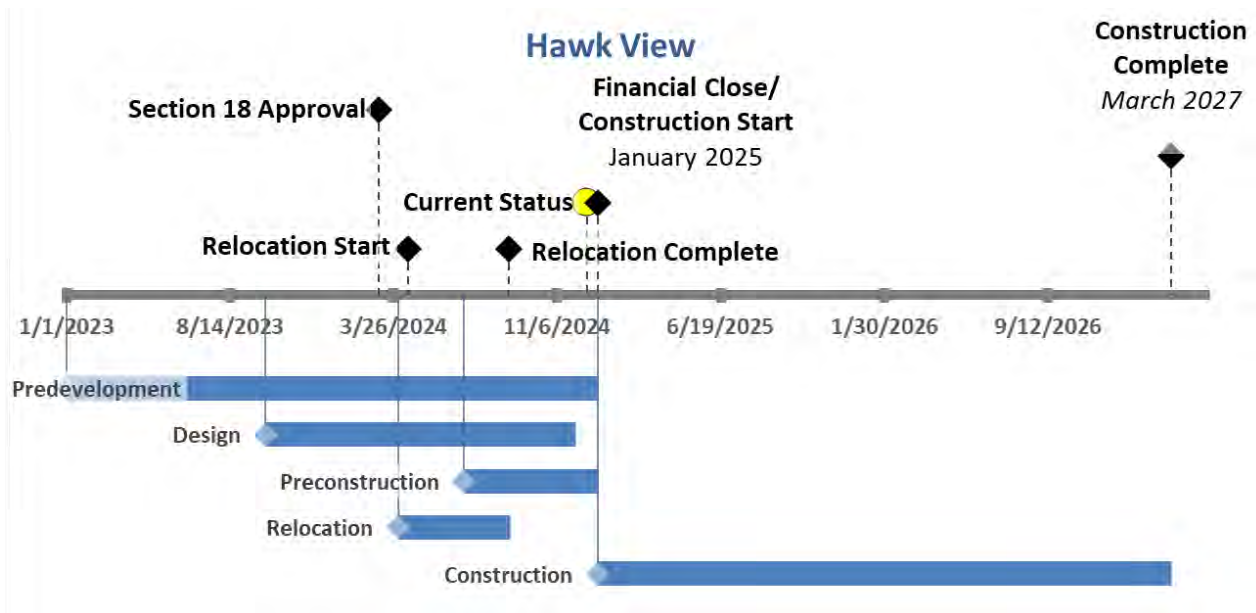 Hawk View
Construction
Complete
March 2027
Financial Close/
Construction Start
January 2025
Section 18 Approval
Current Status
Relocation Start
Relocation Complete
1/1/2023 8/14/2023 3/26/2024 11/6/2024 6/19/2025 1/30/2026 9/12/2026
Predevelopment
Design
Preconstruction
Relocation
Construction